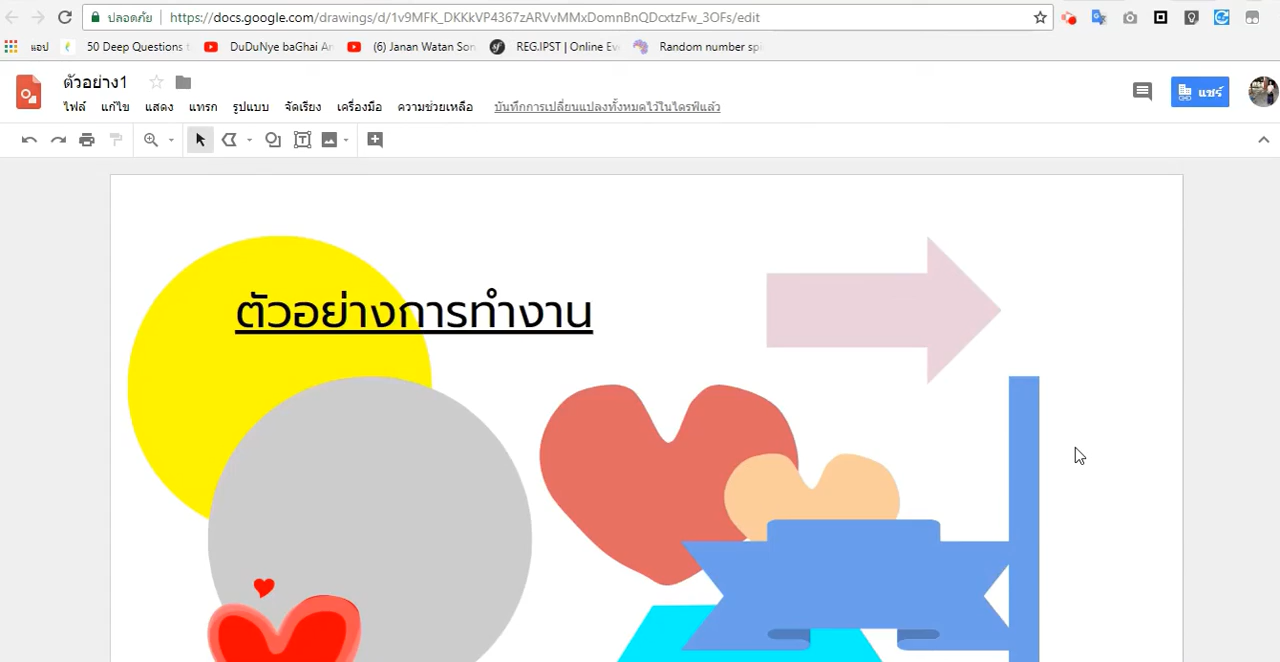 ปลอดภัย https://docs.google.com/drawings/d/1v9MFK_DKKkVP4367zARVvMMxDomnBnQDcxtzFw_3OFs/edit
แอป 50 Deep Questions t DuDuNye baGhai An (6) Janan Watan Son REG.IPST | Online Ev Random number spi
ตัวอย่าง1
ไฟล์ แก้ไข แสดง แทรก รูปแบบ จัดเรียง เครื่องมือ ความช่วยเหลือ บันทึกการเปลี่ยนแปลงทั้งหมดไว้ในไดรฟ์แล้ว
แชร์
ตัวอย่างการทำงาน